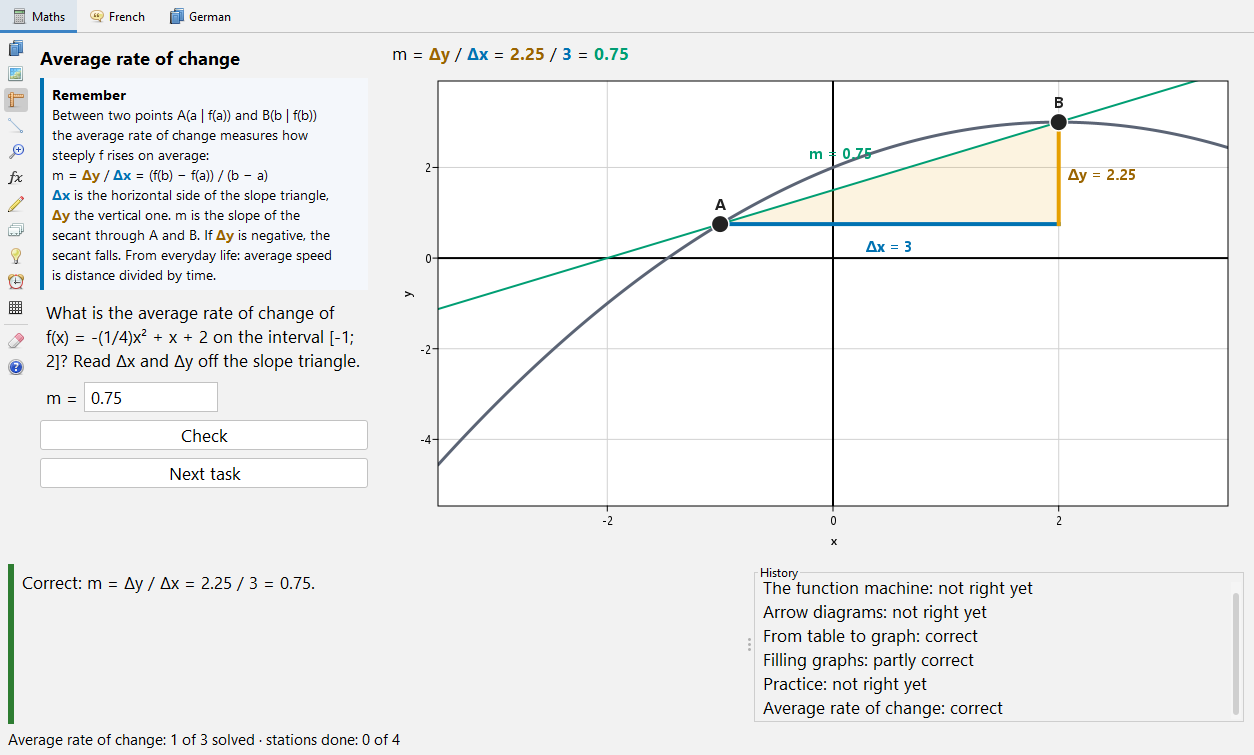 Maths French German
Average rate of change
Remember
Between two points A(a | f(a)) and B(b | f(b))
the average rate of change measures how
steeply f rises on average:
m = Δy / Δx = (f(b) − f(a)) / (b − a)
Δx is the horizontal side of the slope triangle,
Δy the vertical one. m is the slope of the
secant through A and B. If Δy is negative, the
secant falls. From everyday life: average speed
is distance divided by time.
What is the average rate of change of
f(x) = -(1/4)x² + x + 2 on the interval [-1;
2]? Read Δx and Δy off the slope triangle.
m = 0.75
Check
Next task
m = Δy / Δx = 2.25 / 3 = 0.75
B
m = 0.75
2
Δy = 2.25
A
Δx = 3
0
y
-2
-4
-2 0 2
x
Correct: m = Δy / Δx = 2.25 / 3 = 0.75.
History
The function machine: not right yet
Arrow diagrams: not right yet
From table to graph: correct
Filling graphs: partly correct
Practice: not right yet
Average rate of change: correct
Average rate of change: 1 of 3 solved · stations done: 0 of 4